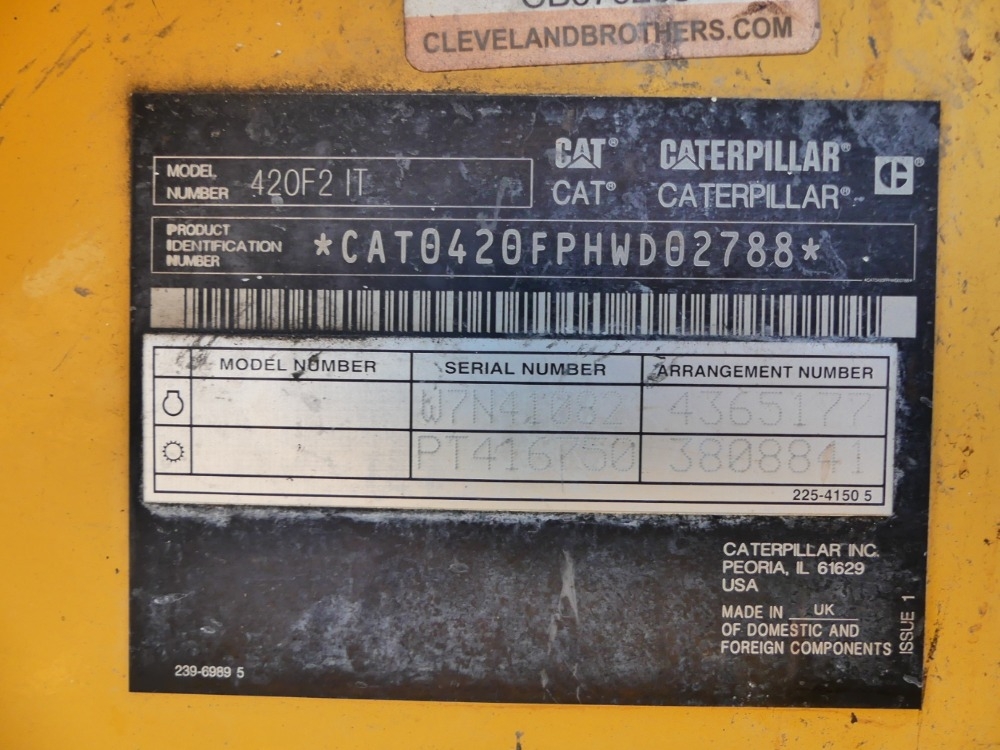 CLEVELANDBROTHERS.COM
CAT® CATERPILLAR®
MODEL NUMBER 420F2 IT
CAT® CATERPILLAR®
PRODUCT IDENTIFICATION NUMBER *CAT0420FPHWD02788*
MODEL NUMBER SERIAL NUMBER ARRANGEMENT NUMBER
W7N41082 4365177
3808841
225-4150 5
CATERPILLAR INC.
PEORIA, IL 61629
USA
MADE IN UK
OF DOMESTIC AND
FOREIGN COMPONENTS
ISSUE 1
239-6989 5